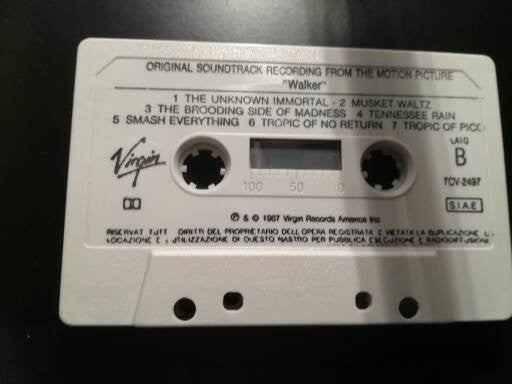 ORIGINAL SOUNDTRACK RECORDING FROM THE MOTION PICTURE
"Walker"
1 THE UNKNOWN IMMORTAL - 2 MUSKET WALTZ
3 THE BROODING SIDE OF MADNESS 4 TENNESSEE RAIN
5 SMASH EVERYTHING 6 TROPIC OF NO RETURN 7 TROPIC OF PICO
Virgin
LATO
B
TCV-2497
100 50 0
S.I.A.E.
℗ & © 1987 Virgin Records America Inc
RISERVAT TUTT DIRITTI DEL PROPRIETARIO DELL'OPERA REGISTRATA E VIETATA LA DUPLICAZIONE
LOCAZIONE E L UTILIZZAZIONE DI QUESTO NASTRO PER PUBBLICA ESECUZIONE E RADIODIFFUSIONE